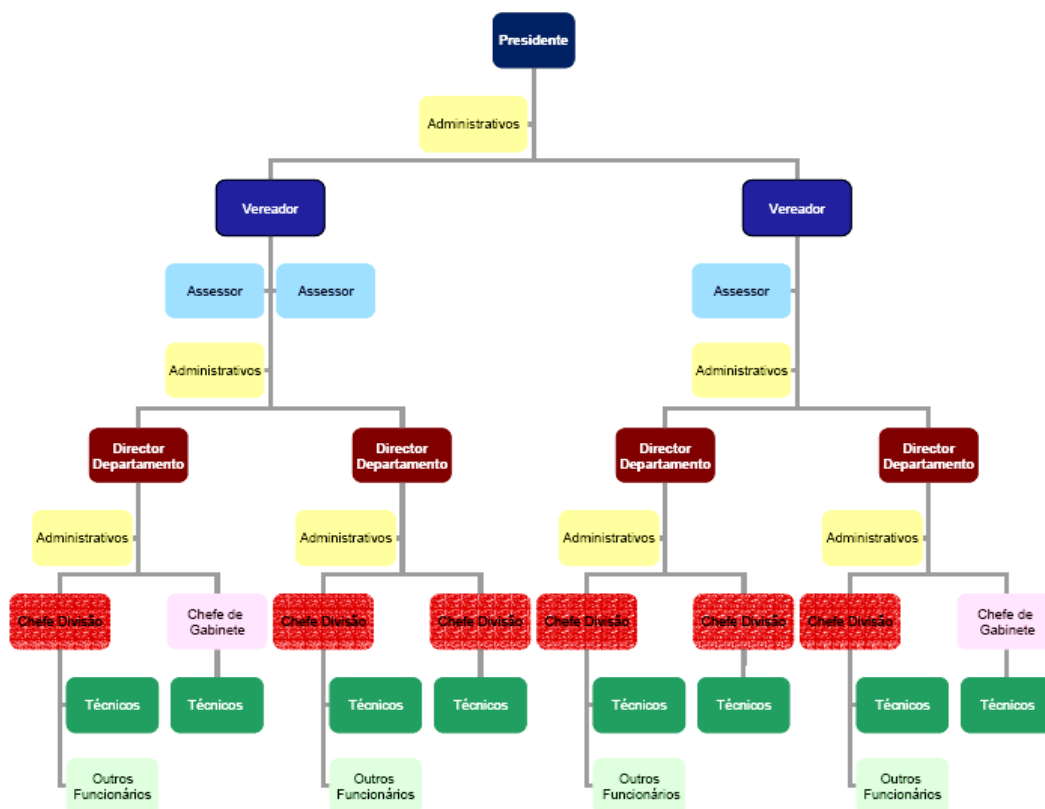 Presidente
Administrativos
Vereador
Vereador
Assessor
Assessor
Assessor
Administrativos
Administrativos
Director
Departamento
Director
Departamento
Director
Departamento
Director
Departamento
Administrativos
Administrativos
Administrativos
Administrativos
Chefe Divisão
Chefe de
Gabinete
Chefe Divisão
Chefe Divisão
Chefe Divisão
Chefe Divisão
Chefe Divisão
Chefe de
Gabinete
Técnicos
Técnicos
Técnicos
Técnicos
Técnicos
Técnicos
Técnicos
Técnicos
Outros
Funcionários
Outros
Funcionários
Outros
Funcionários
Outros
Funcionários